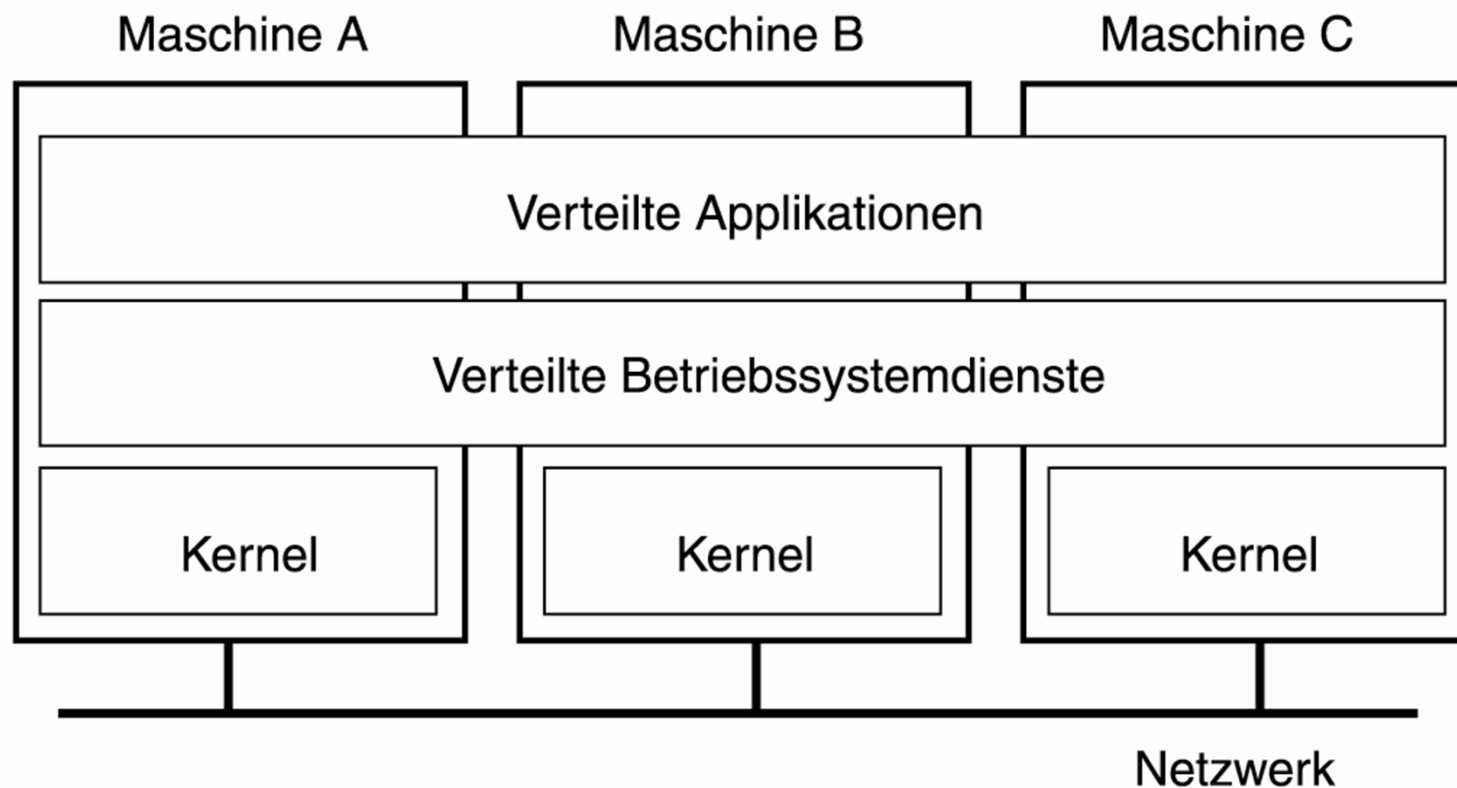 Maschine A
Maschine B
Maschine C
Verteilte Applikationen
Verteilte Betriebssystemdienste
Kernel
Kernel
Kernel
Netzwerk